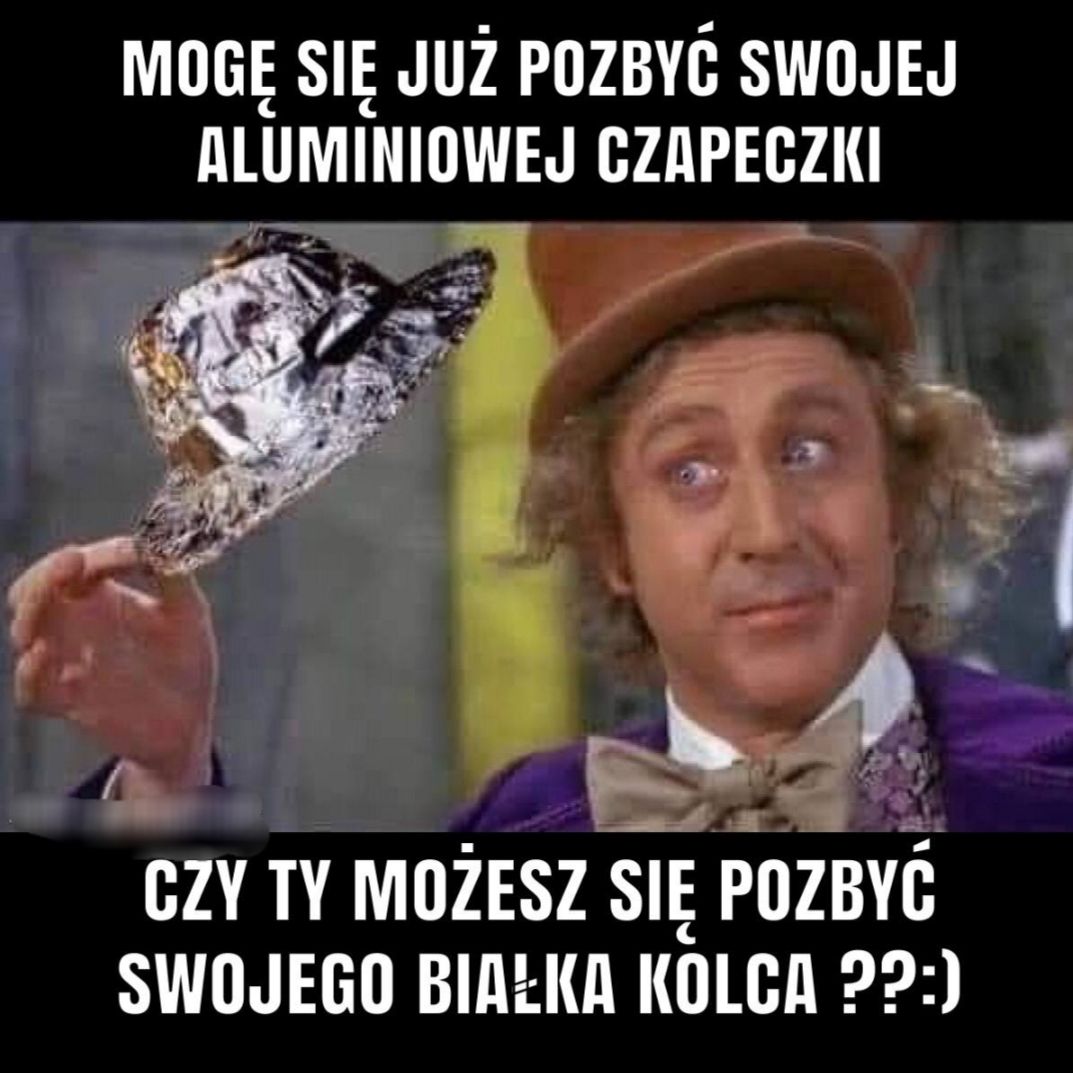 MOGĘ SIĘ JUŻ POZBYĆ SWOJEJ
ALUMINIOWEJ CZAPECZKI
CZY TY MOŻESZ SIĘ POZBYĆ
SWOJEGO BIAŁKA KOLCA ??:)